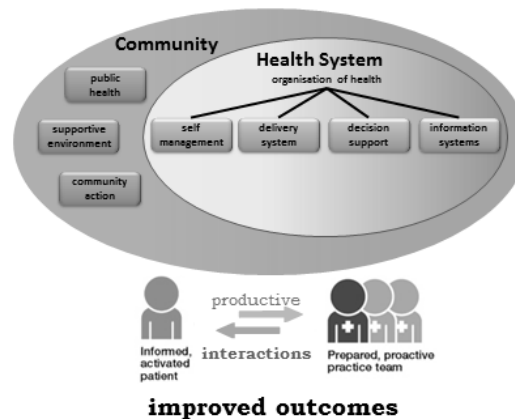 Community
Health System
organisation of health
public
health
supportive
environment
community
action
self
management
delivery
system
decision
support
information
systems
productive
interactions
Informed,
activated
patient
Prepared, proactive
practice team
improved outcomes